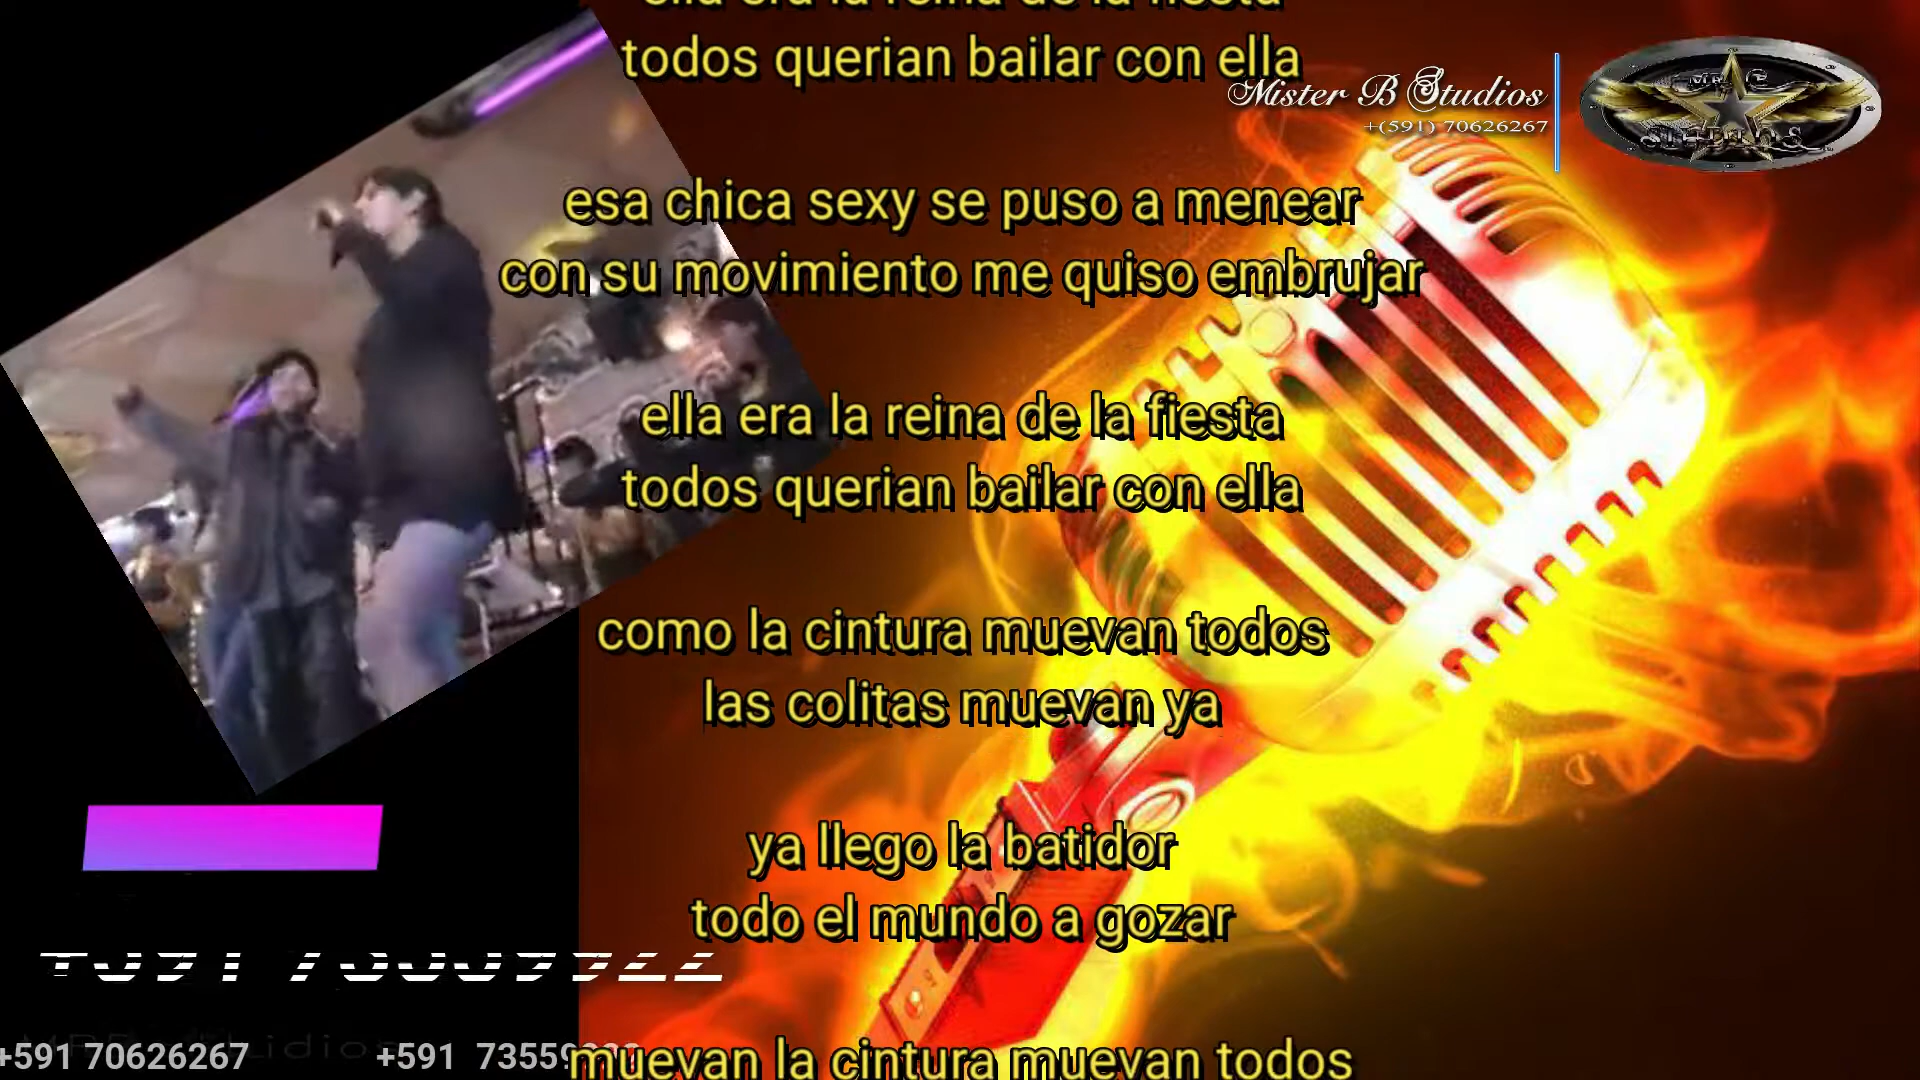 ella era la reina de la fiesta
todos querian bailar con ella
Mister B Studios
+(591) 70626267
esa chica sexy se puso a menear
con su movimiento me quiso embrujar
ella era la reina de la fiesta
todos querian bailar con ella
como la cintura muevan todos
las colitas muevan ya
ya llego la batidor
todo el mundo a gozar
muevan la cintura muevan todos
+591 70626267
+591 73559